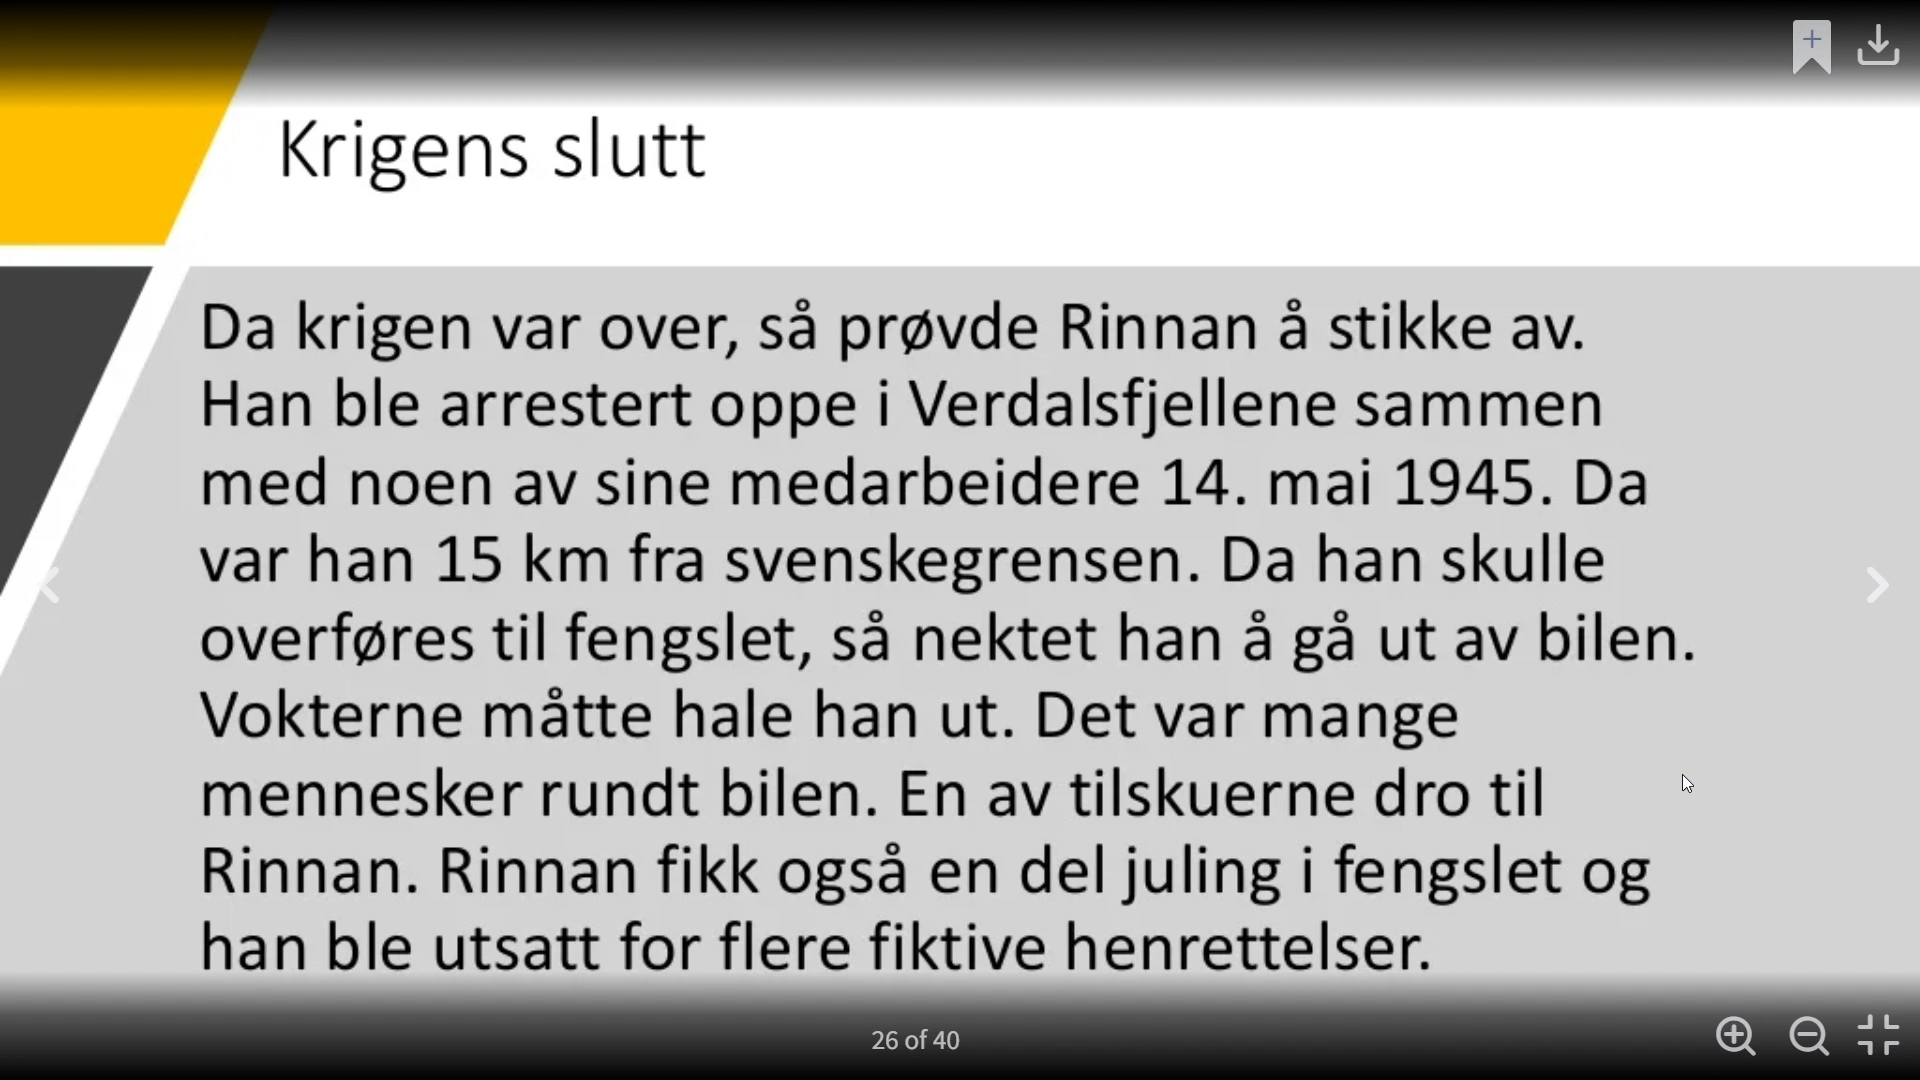 Krigens slutt
Da krigen var over, så prøvde Rinnan å stikke av.
Han ble arrestert oppe i Verdalsfjellene sammen
med noen av sine medarbeidere 14. mai 1945. Da
var han 15 km fra svenskegrensen. Da han skulle
overføres til fengslet, så nektet han å gå ut av bilen.
Vokterne måtte hale han ut. Det var mange
mennesker rundt bilen. En av tilskuerne dro til
Rinnan. Rinnan fikk også en del juling i fengslet og
han ble utsatt for flere fiktive henrettelser.
26 of 40